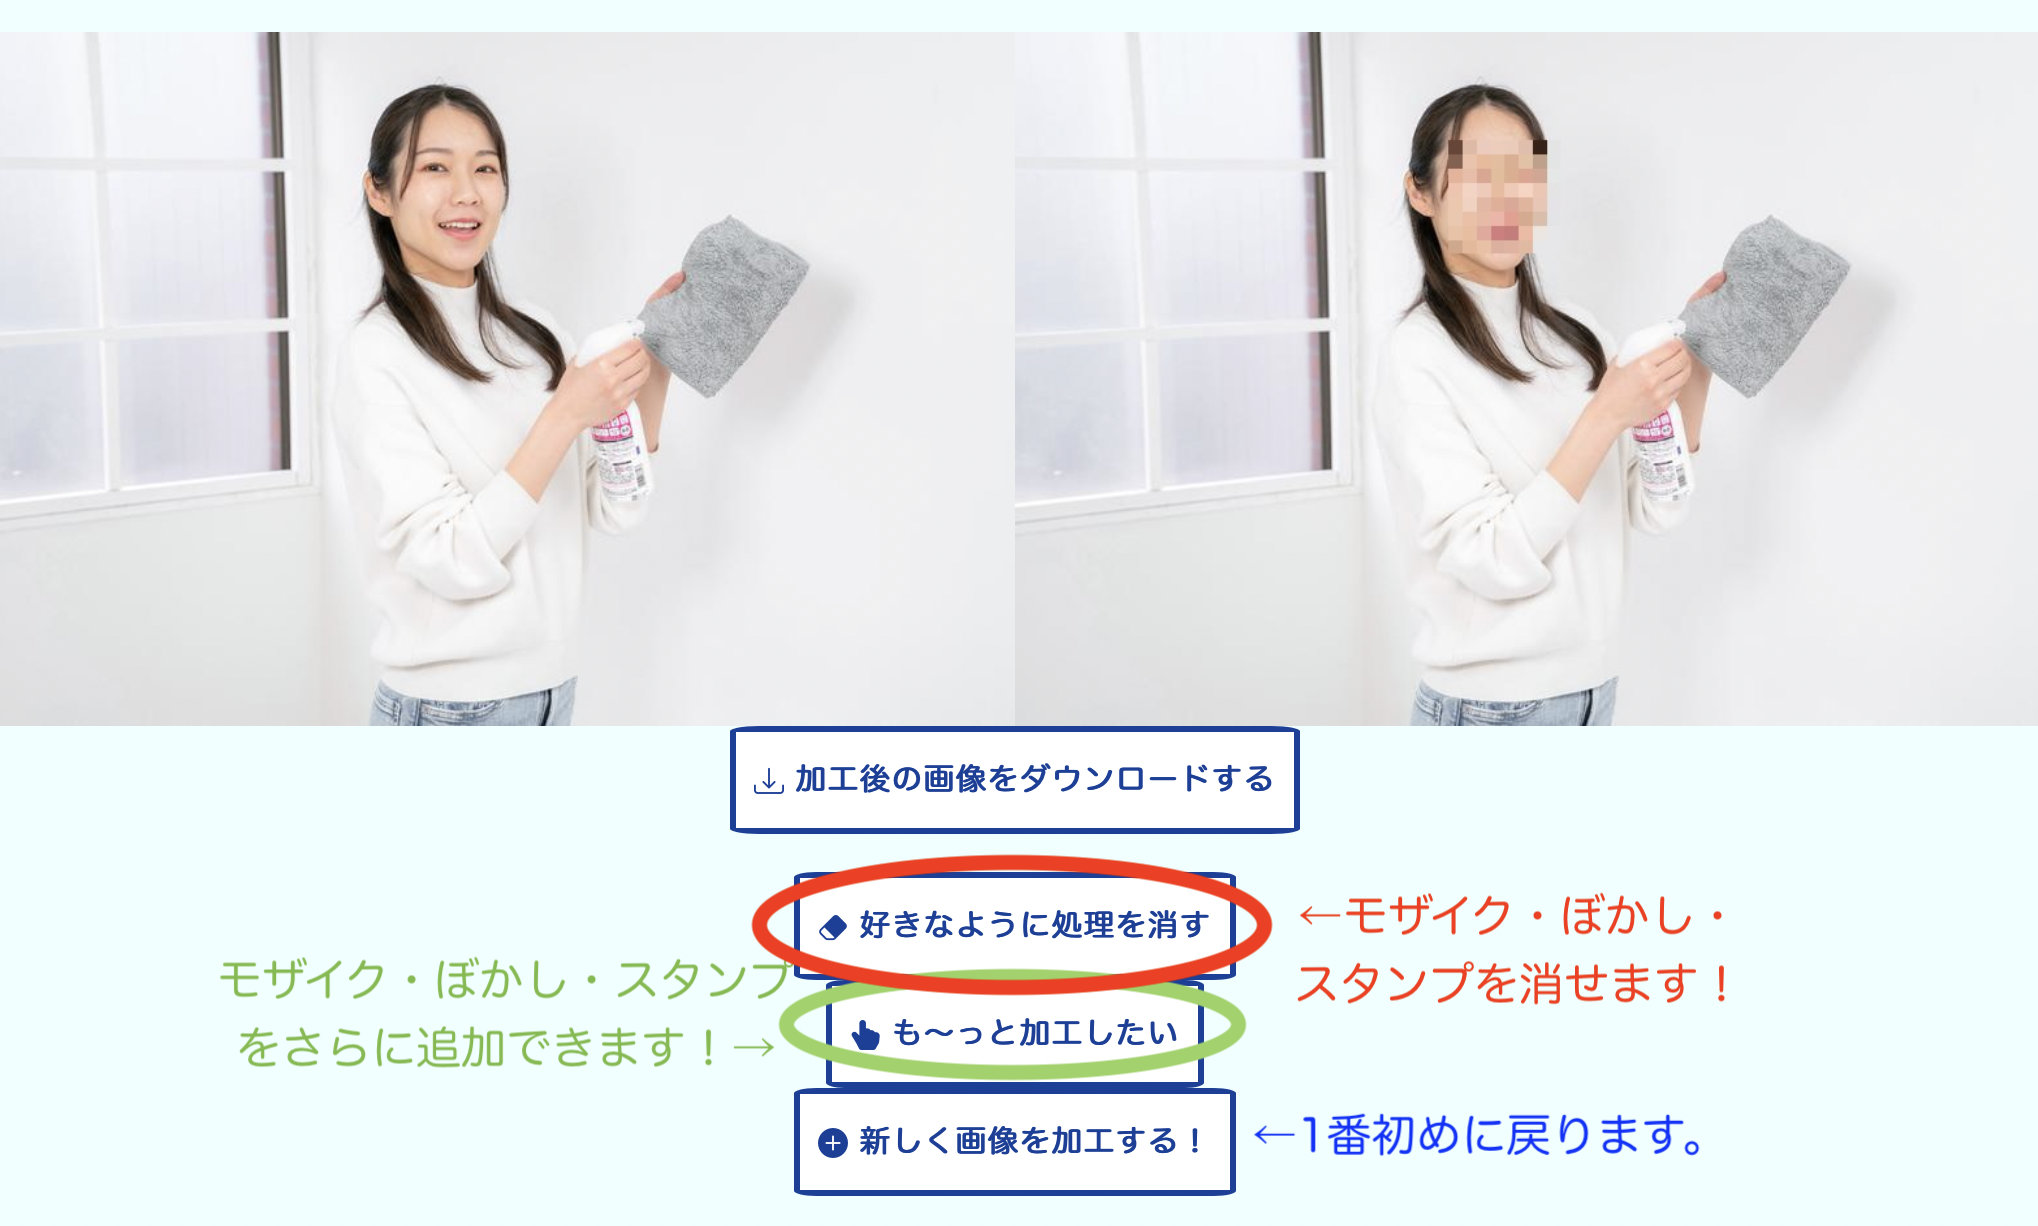 加工後の画像をダウンロードする
好きなように処理を消す
←モザイク・ぼかし・
スタンプを消せます！
モザイク・ぼかし・スタンプ
をさらに追加できます！→
も〜っと加工したい
新しく画像を加工する！
←1番初めに戻ります。